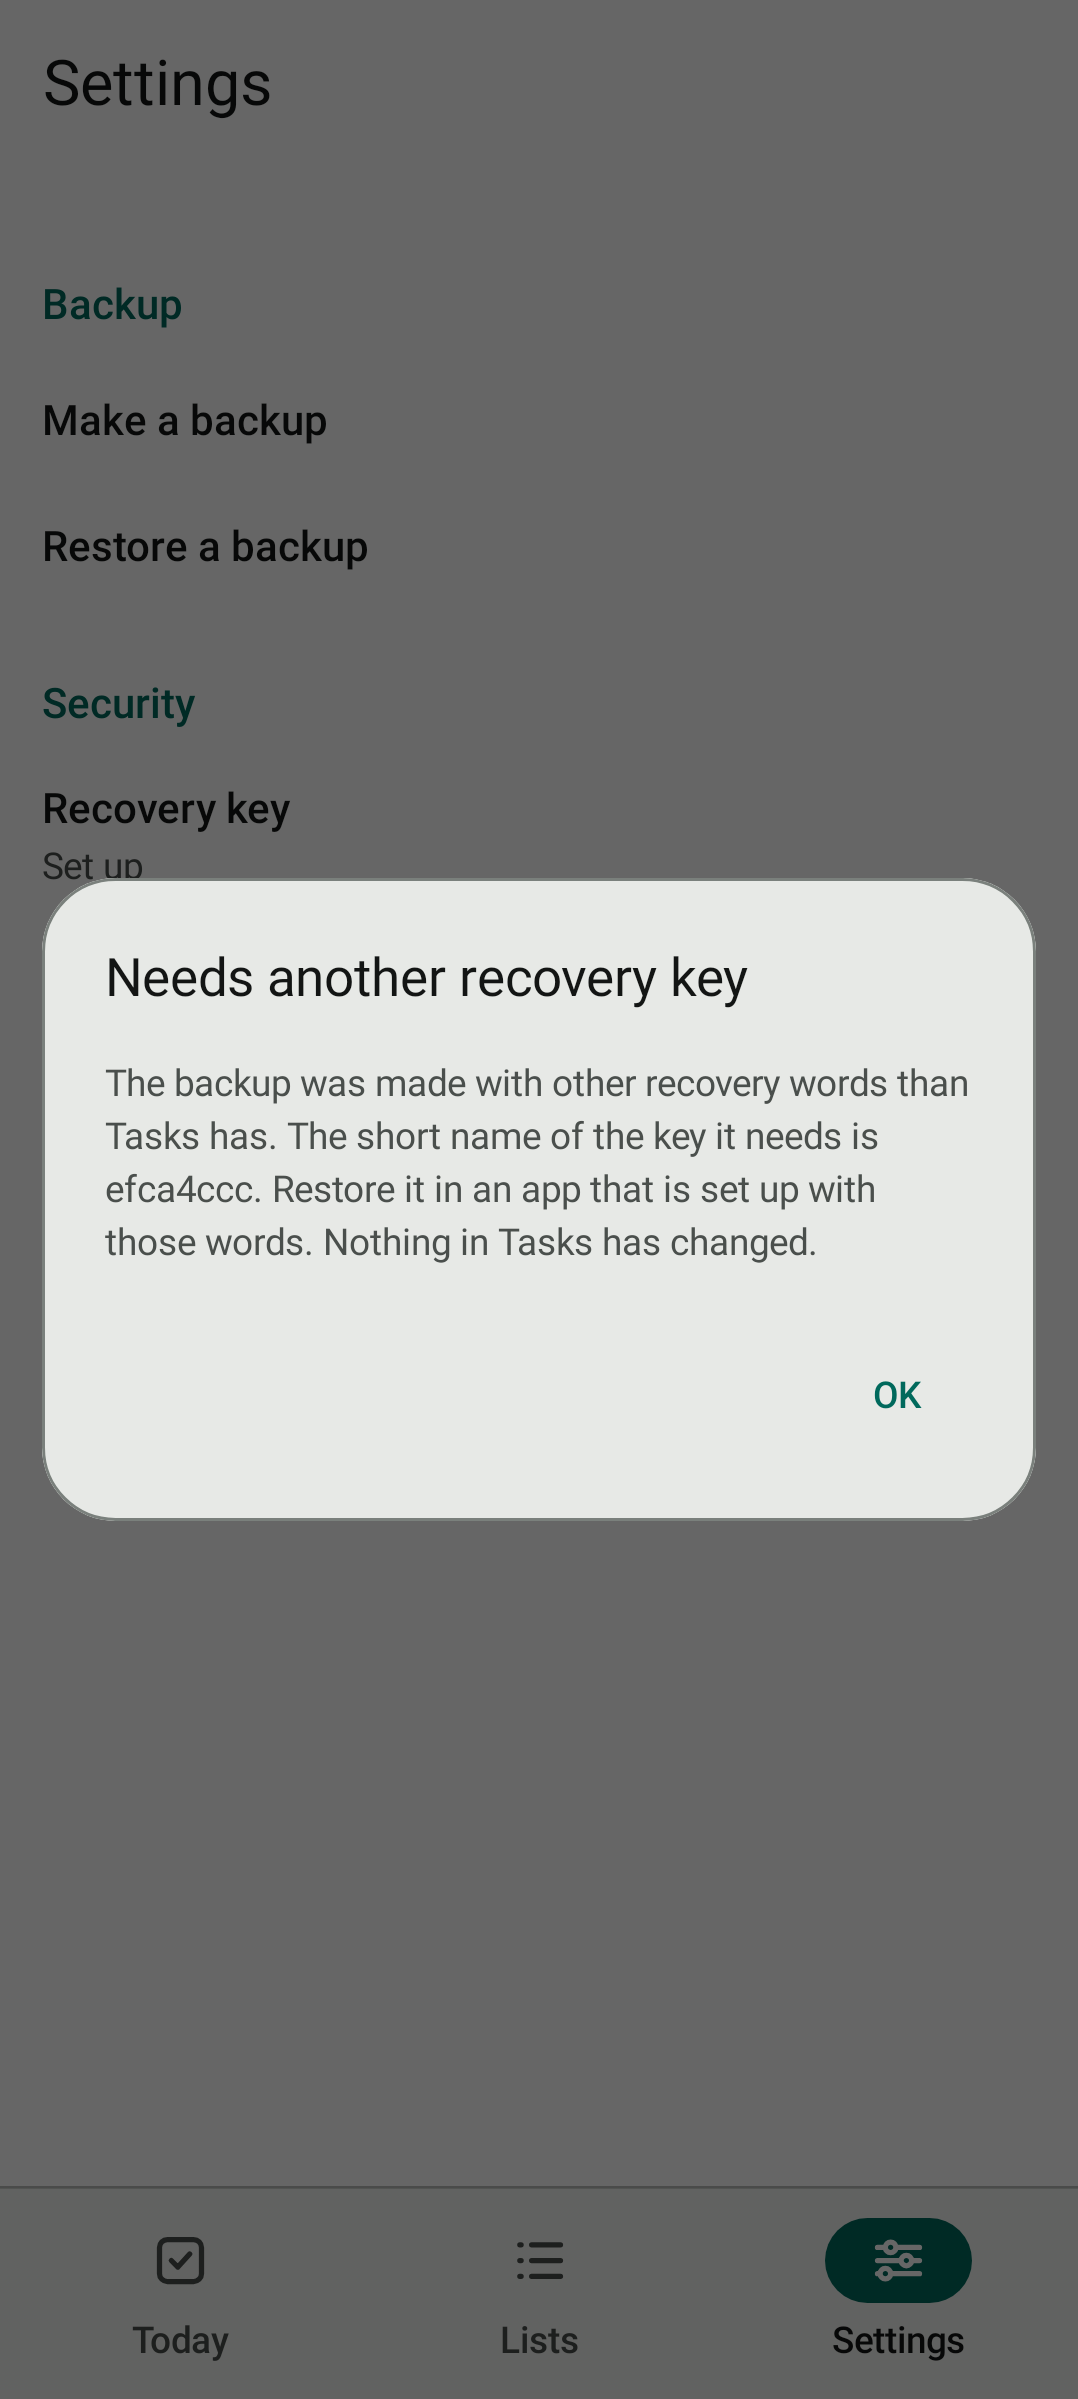 Settings
Backup
Make a backup
Restore a backup
Security
Recovery key
Set up
Needs another recovery key
The backup was made with other recovery words than
Tasks has. The short name of the key it needs is
efca4ccc. Restore it in an app that is set up with
those words. Nothing in Tasks has changed.
OK
Today
Lists
Settings